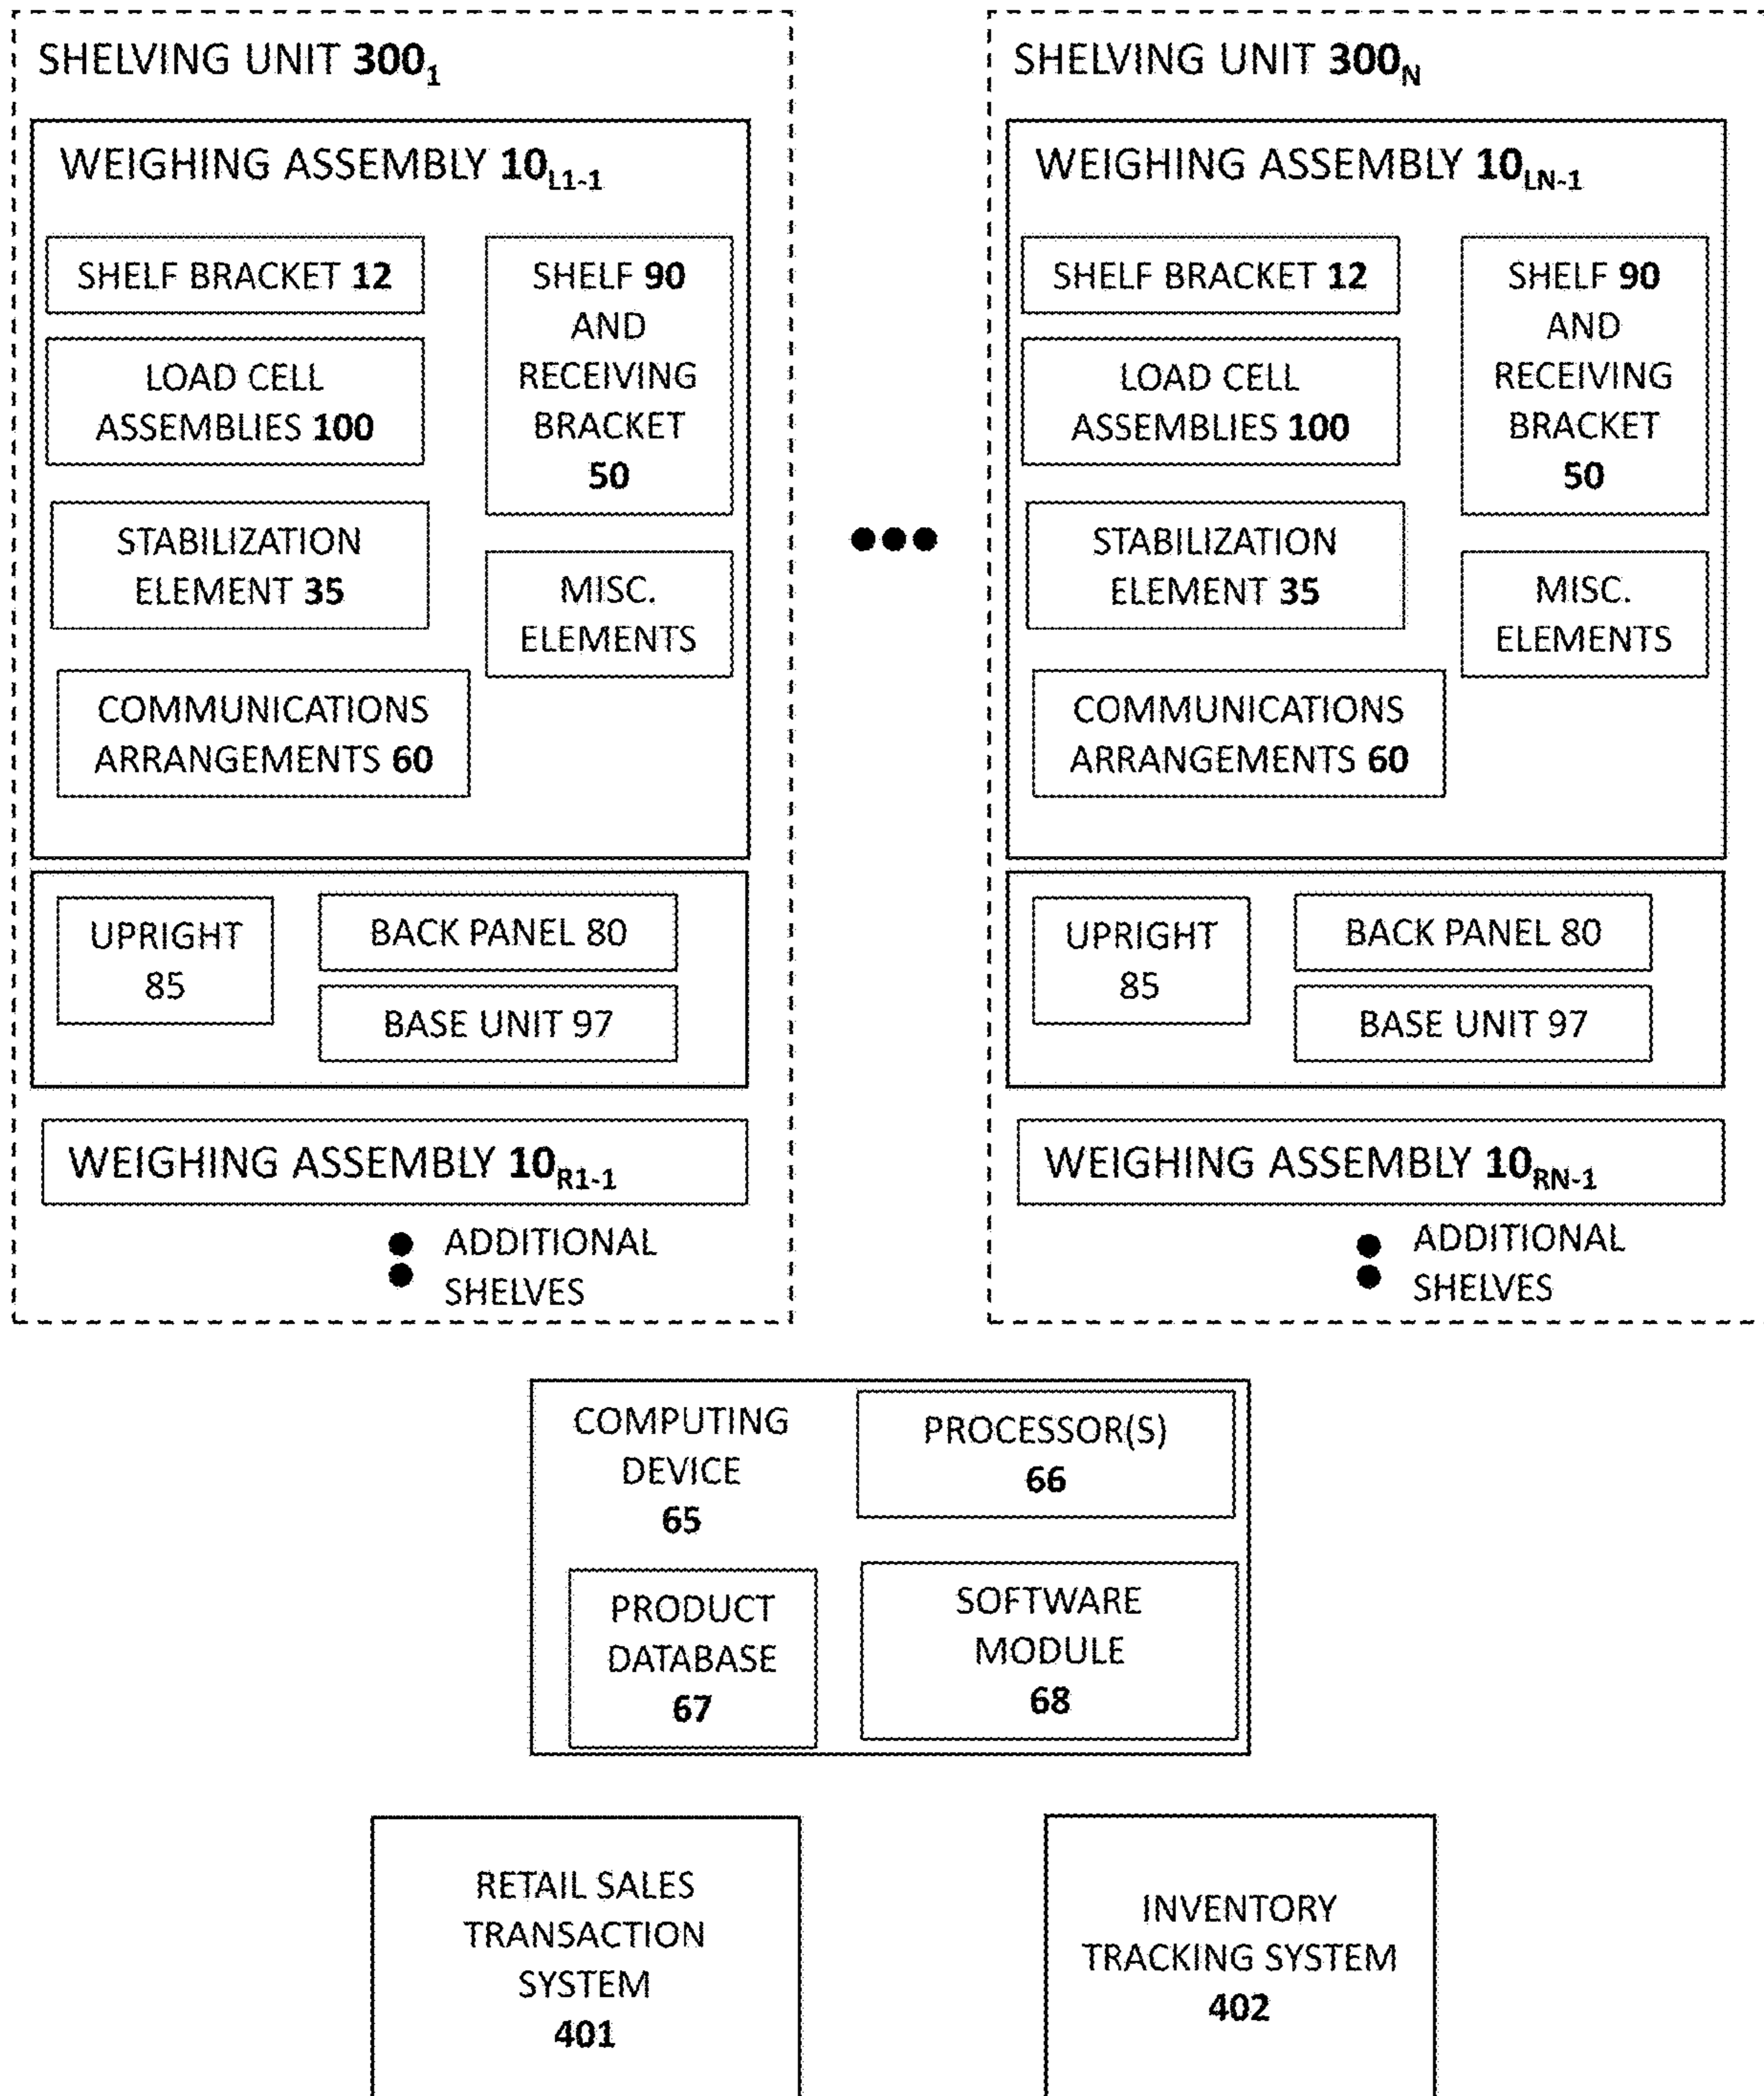 SHELVING UNIT 300₁
WEIGHING ASSEMBLY 10L1-1
SHELF BRACKET 12
LOAD CELL
ASSEMBLIES 100
STABILIZATION
ELEMENT 35
COMMUNICATIONS
ARRANGEMENTS 60
SHELF 90
AND
RECEIVING
BRACKET
50
MISC.
ELEMENTS
UPRIGHT
85
BACK PANEL 80
BASE UNIT 97
WEIGHING ASSEMBLY 10R1-1
ADDITIONAL
SHELVES
SHELVING UNIT 300N
WEIGHING ASSEMBLY 10LN-1
SHELF BRACKET 12
LOAD CELL
ASSEMBLIES 100
STABILIZATION
ELEMENT 35
COMMUNICATIONS
ARRANGEMENTS 60
SHELF 90
AND
RECEIVING
BRACKET
50
MISC.
ELEMENTS
UPRIGHT
85
BACK PANEL 80
BASE UNIT 97
WEIGHING ASSEMBLY 10RN-1
ADDITIONAL
SHELVES
COMPUTING
DEVICE
65
PROCESSOR(S)
66
PRODUCT
DATABASE
67
SOFTWARE
MODULE
68
RETAIL SALES
TRANSACTION
SYSTEM
401
INVENTORY
TRACKING SYSTEM
402